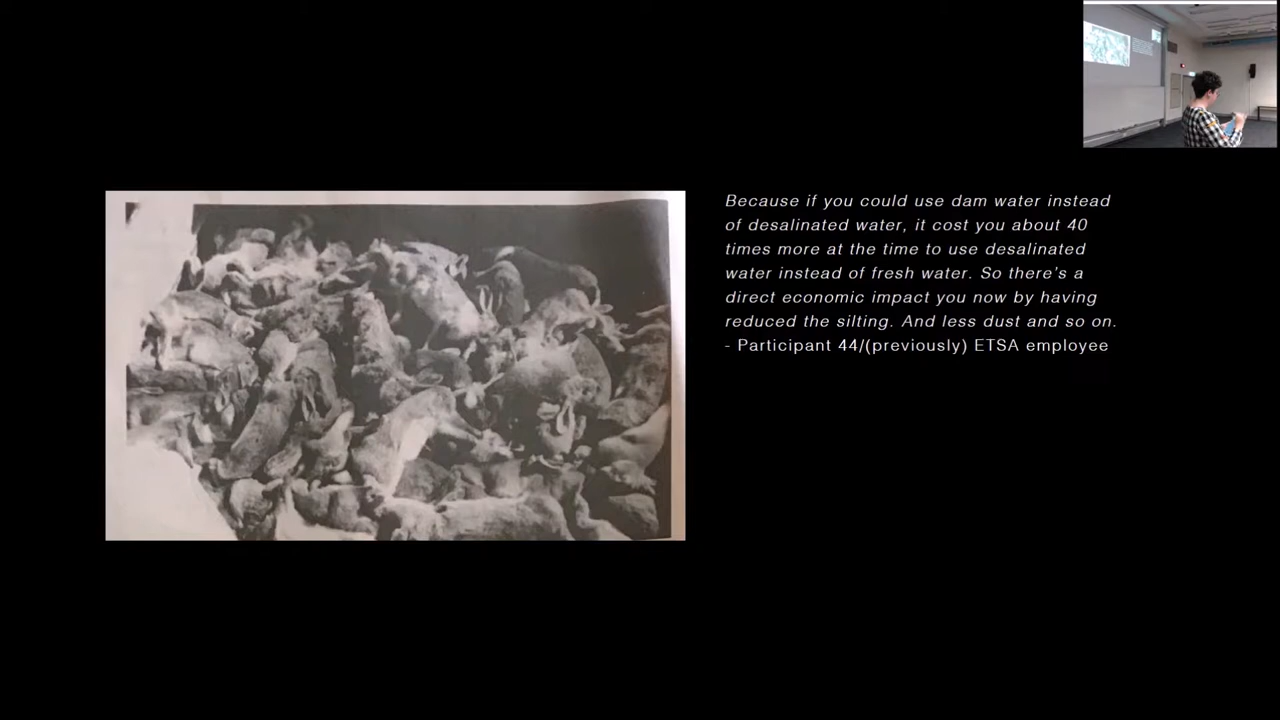 Because if you could use dam water instead
of desalinated water, it cost you about 40
times more at the time to use desalinated
water instead of fresh water. So there's a
direct economic impact you now by having
reduced the silting. And less dust and so on.
- Participant 44/(previously) ETSA employee